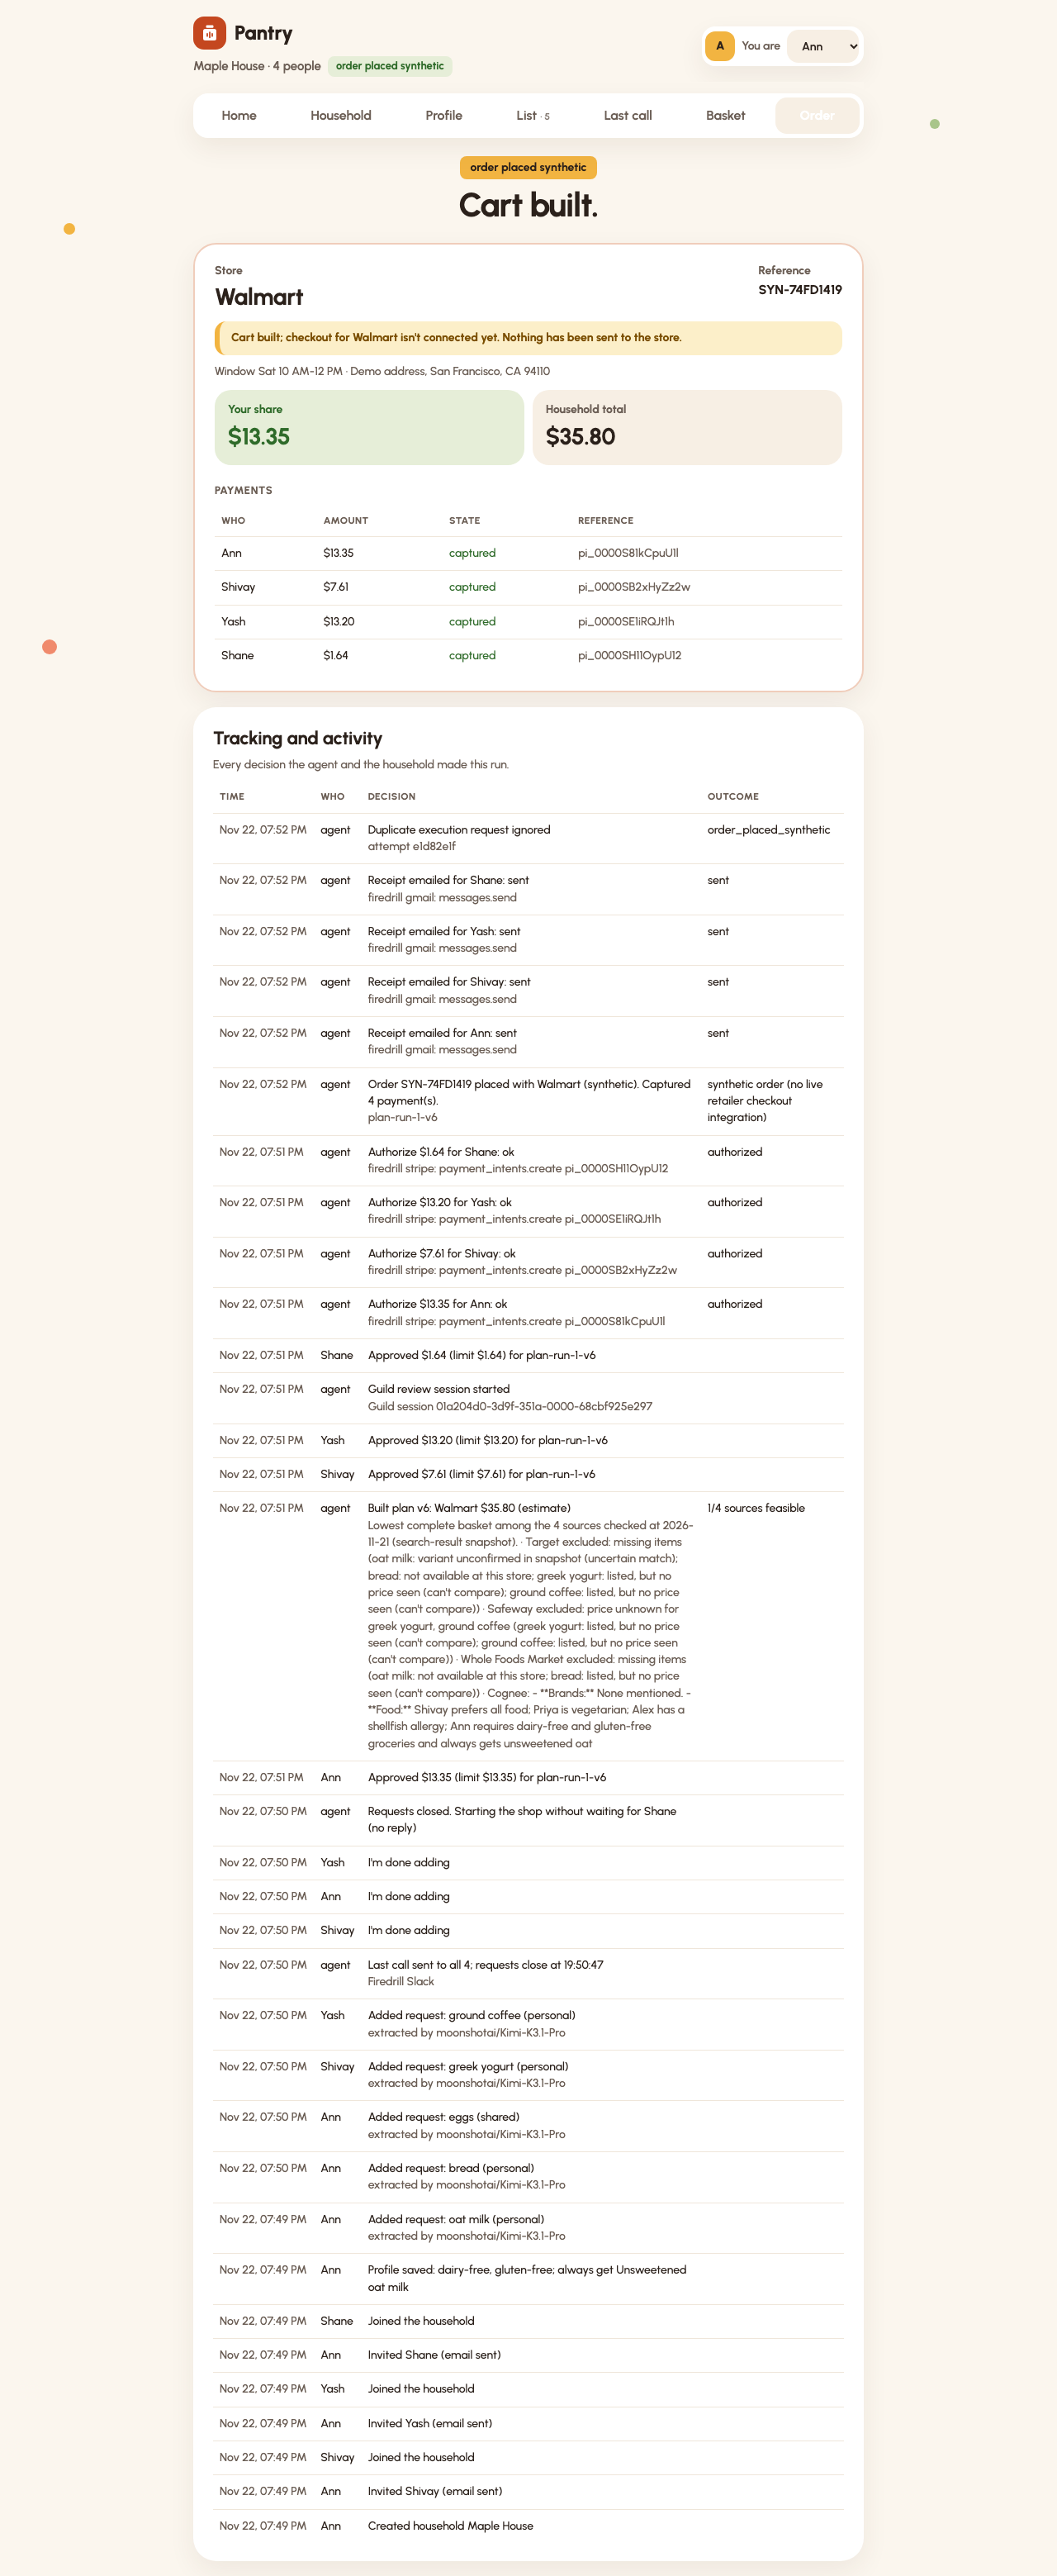 Pantry
Maple House · 4 people order placed synthetic
A You are Ann
Home Household Profile List · 5 Last call Basket Order
order placed synthetic
Cart built.
Store Reference
Walmart SYN-74FD1419
Cart built; checkout for Walmart isn't connected yet. Nothing has been sent to the store.
Window Sat 10 AM-12 PM · Demo address, San Francisco, CA 94110
Your share Household total
$13.35 $35.80
PAYMENTS
WHO AMOUNT STATE REFERENCE
Ann $13.35 captured pi_0000S81kCpuU1l
Shivay $7.61 captured pi_0000SB2xHyZz2w
Yash $13.20 captured pi_0000SE1iRQJt1h
Shane $1.64 captured pi_0000SH11OypU12
Tracking and activity
Every decision the agent and the household made this run.
TIME WHO DECISION OUTCOME
Nov 22, 07:52 PM agent Duplicate execution request ignored order_placed_synthetic
attempt e1d82e1f
Nov 22, 07:52 PM agent Receipt emailed for Shane: sent sent
firedrill gmail: messages.send
Nov 22, 07:52 PM agent Receipt emailed for Yash: sent sent
firedrill gmail: messages.send
Nov 22, 07:52 PM agent Receipt emailed for Shivay: sent sent
firedrill gmail: messages.send
Nov 22, 07:52 PM agent Receipt emailed for Ann: sent sent
firedrill gmail: messages.send
Nov 22, 07:52 PM agent Order SYN-74FD1419 placed with Walmart (synthetic). Captured synthetic order (no live
4 payment(s). retailer checkout
plan-run-1-v6 integration)
Nov 22, 07:51 PM agent Authorize $1.64 for Shane: ok authorized
firedrill stripe: payment_intents.create pi_0000SH11OypU12
Nov 22, 07:51 PM agent Authorize $13.20 for Yash: ok authorized
firedrill stripe: payment_intents.create pi_0000SE1iRQJt1h
Nov 22, 07:51 PM agent Authorize $7.61 for Shivay: ok authorized
firedrill stripe: payment_intents.create pi_0000SB2xHyZz2w
Nov 22, 07:51 PM agent Authorize $13.35 for Ann: ok authorized
firedrill stripe: payment_intents.create pi_0000S81kCpuU1l
Nov 22, 07:51 PM Shane Approved $1.64 (limit $1.64) for plan-run-1-v6
Nov 22, 07:51 PM agent Guild review session started
Guild session 01a204d0-3d9f-351a-0000-68cbf925e297
Nov 22, 07:51 PM Yash Approved $13.20 (limit $13.20) for plan-run-1-v6
Nov 22, 07:51 PM Shivay Approved $7.61 (limit $7.61) for plan-run-1-v6
Nov 22, 07:51 PM agent Built plan v6: Walmart $35.80 (estimate) 1/4 sources feasible
Lowest complete basket among the 4 sources checked at 2026-
11-21 (search-result snapshot). · Target excluded: missing items
(oat milk: variant unconfirmed in snapshot (uncertain match);
bread: not available at this store; greek yogurt: listed, but no
price seen (can't compare); ground coffee: listed, but no price
seen (can't compare)) · Safeway excluded: price unknown for
greek yogurt, ground coffee (greek yogurt: listed, but no price
seen (can't compare); ground coffee: listed, but no price seen
(can't compare)) · Whole Foods Market excluded: missing items
(oat milk: not available at this store; bread: listed, but no price
seen (can't compare)) · Cognee: - **Brands:** None mentioned. -
**Food:** Shivay prefers all food; Priya is vegetarian; Alex has a
shellfish allergy; Ann requires dairy-free and gluten-free
groceries and always gets unsweetened oat
Nov 22, 07:51 PM Ann Approved $13.35 (limit $13.35) for plan-run-1-v6
Nov 22, 07:50 PM agent Requests closed. Starting the shop without waiting for Shane
(no reply)
Nov 22, 07:50 PM Yash I'm done adding
Nov 22, 07:50 PM Ann I'm done adding
Nov 22, 07:50 PM Shivay I'm done adding
Nov 22, 07:50 PM agent Last call sent to all 4; requests close at 19:50:47
Firedrill Slack
Nov 22, 07:50 PM Yash Added request: ground coffee (personal)
extracted by moonshotai/Kimi-K3.1-Pro
Nov 22, 07:50 PM Shivay Added request: greek yogurt (personal)
extracted by moonshotai/Kimi-K3.1-Pro
Nov 22, 07:50 PM Ann Added request: eggs (shared)
extracted by moonshotai/Kimi-K3.1-Pro
Nov 22, 07:50 PM Ann Added request: bread (personal)
extracted by moonshotai/Kimi-K3.1-Pro
Nov 22, 07:49 PM Ann Added request: oat milk (personal)
extracted by moonshotai/Kimi-K3.1-Pro
Nov 22, 07:49 PM Ann Profile saved: dairy-free, gluten-free; always get Unsweetened
oat milk
Nov 22, 07:49 PM Shane Joined the household
Nov 22, 07:49 PM Ann Invited Shane (email sent)
Nov 22, 07:49 PM Yash Joined the household
Nov 22, 07:49 PM Ann Invited Yash (email sent)
Nov 22, 07:49 PM Shivay Joined the household
Nov 22, 07:49 PM Ann Invited Shivay (email sent)
Nov 22, 07:49 PM Ann Created household Maple House